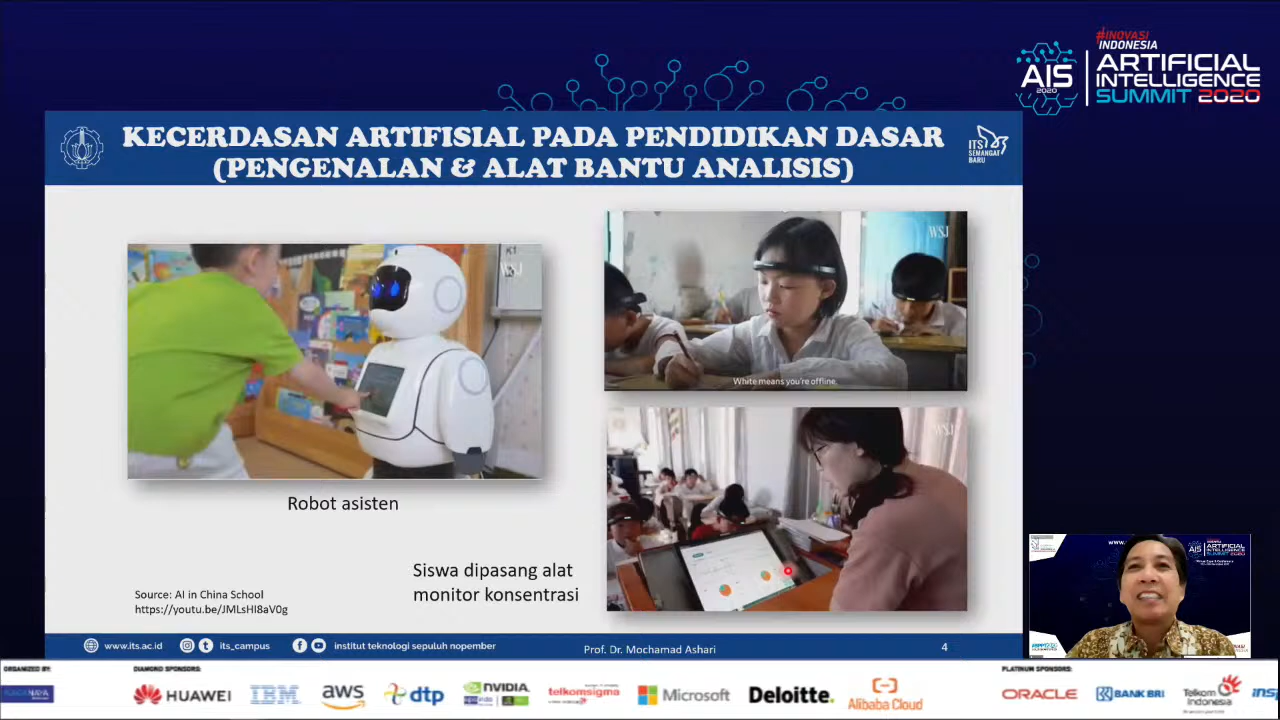 #INOVASI
INDONESIA
AIS
2020
ARTIFICIAL
INTELLIGENCE
SUMMIT 2020
KECERDASAN ARTIFISIAL PADA PENDIDIKAN DASAR
(PENGENALAN & ALAT BANTU ANALISIS)
ITS
SEMANGAT
BARU
WSJ
WSJ
White means you're offline.
WSJ
Robot asisten
Siswa dipasang alat
monitor konsentrasi
Source: AI in China School
https://youtu.be/JMLsHI8aV0g
www.its.ac.id
its_campus
institut teknologi sepuluh nopember
Prof. Dr. Mochamad Ashari
4
ORGANIZED BY:
DIAMOND SPONSORS:
PLATINUM SPONSORS:
HUAWEI
IBM
aws
dtp
NVIDIA
telkomsigma
Microsoft
Deloitte.
Alibaba Cloud
ORACLE
BANK BRI
Telkom
Indonesia